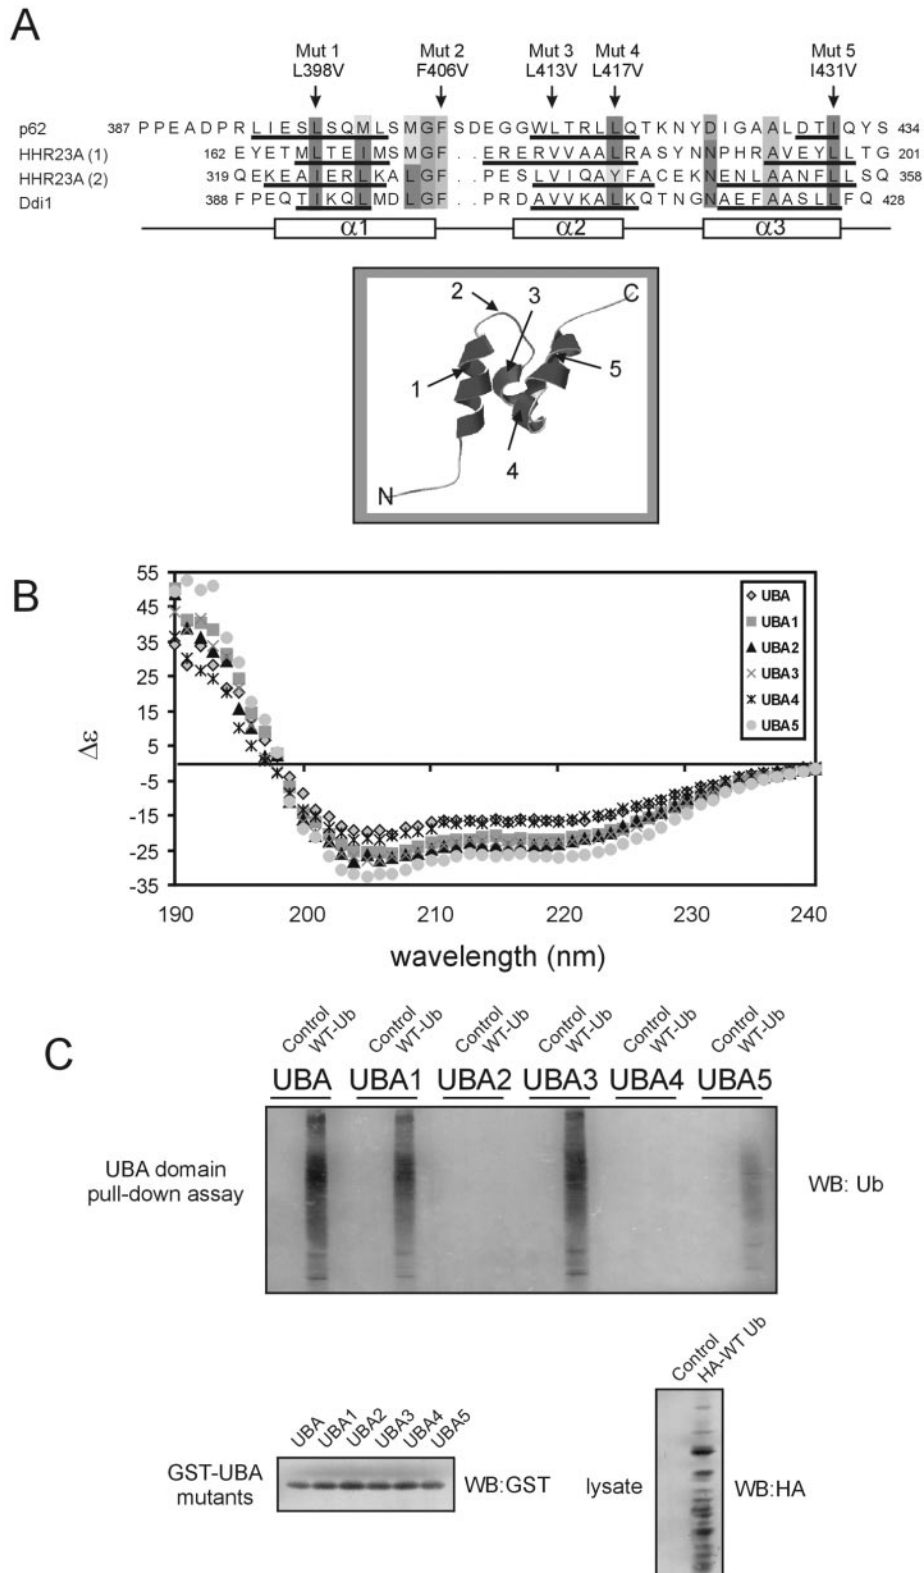 A
Mut 1 Mut 2 Mut 3 Mut 4 Mut 5
L398V F406V L413V L417V I431V
p62 387 P P E A D P R L I E S L S Q M L S M G F S D E G G W L T R L L Q T K N Y D I G A A L D T I Q Y S 434
HHR23A (1) 162 E Y E T M L T E I M S M G F . . E R E R V V A A L R A S Y N N P H R A V E Y L L T G 201
HHR23A (2) 319 Q E K E A I E R L K A L G F . . P E S L V I Q A Y F A C E K N E N L A A N F L L S Q 358
Ddi1 388 F P E Q T I K Q L M D L G F . . P R D A V V K A L K Q T N G N A E F A A S L L F Q 428
α1 α2 α3
2 3 C
1 5
4
N
B
55
45
35
25
15
5
-5
-15
-25
-35
Δε
UBA
UBA1
UBA2
UBA3
UBA4
UBA5
190 200 210 220 230 240
wavelength (nm)
C
Control WT-Ub Control WT-Ub Control WT-Ub Control WT-Ub Control WT-Ub Control WT-Ub
UBA UBA1 UBA2 UBA3 UBA4 UBA5
UBA domain
pull-down assay
WB: Ub
UBA UBA1 UBA2 UBA3 UBA4 UBA5
GST-UBA
mutants
WB:GST
Control HA-WT Ub
lysate
WB:HA